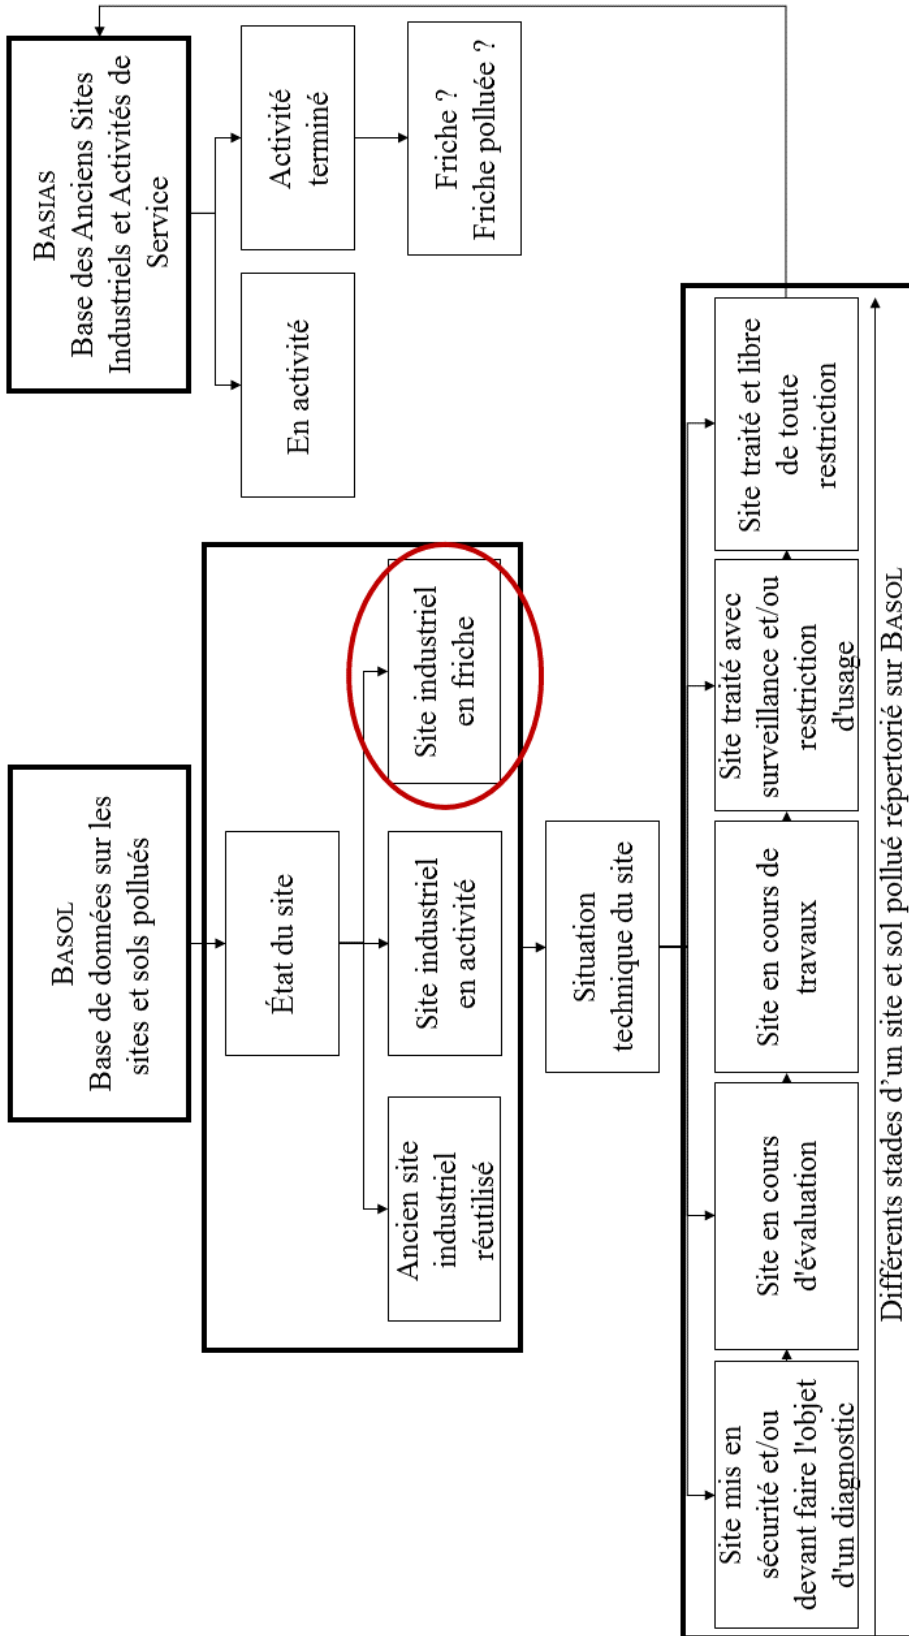 BASOL
Base de données sur les
sites et sols pollués
BASIAS
Base des Anciens Sites
Industriels et Activités de
Service
État du site
En activité
Activité
terminé
Ancien site
industriel
réutilisé
Site industriel
en activité
Site industriel
en friche
Friche ?
Friche polluée ?
Situation
technique du site
Site mis en
sécurité et/ou
devant faire l'objet
d'un diagnostic
Site en cours
d'évaluation
Site en cours de
travaux
Site traité avec
surveillance et/ou
restriction
d'usage
Site traité et libre
de toute
restriction
Différents stades d’un site et sol pollué répertorié sur BASOL